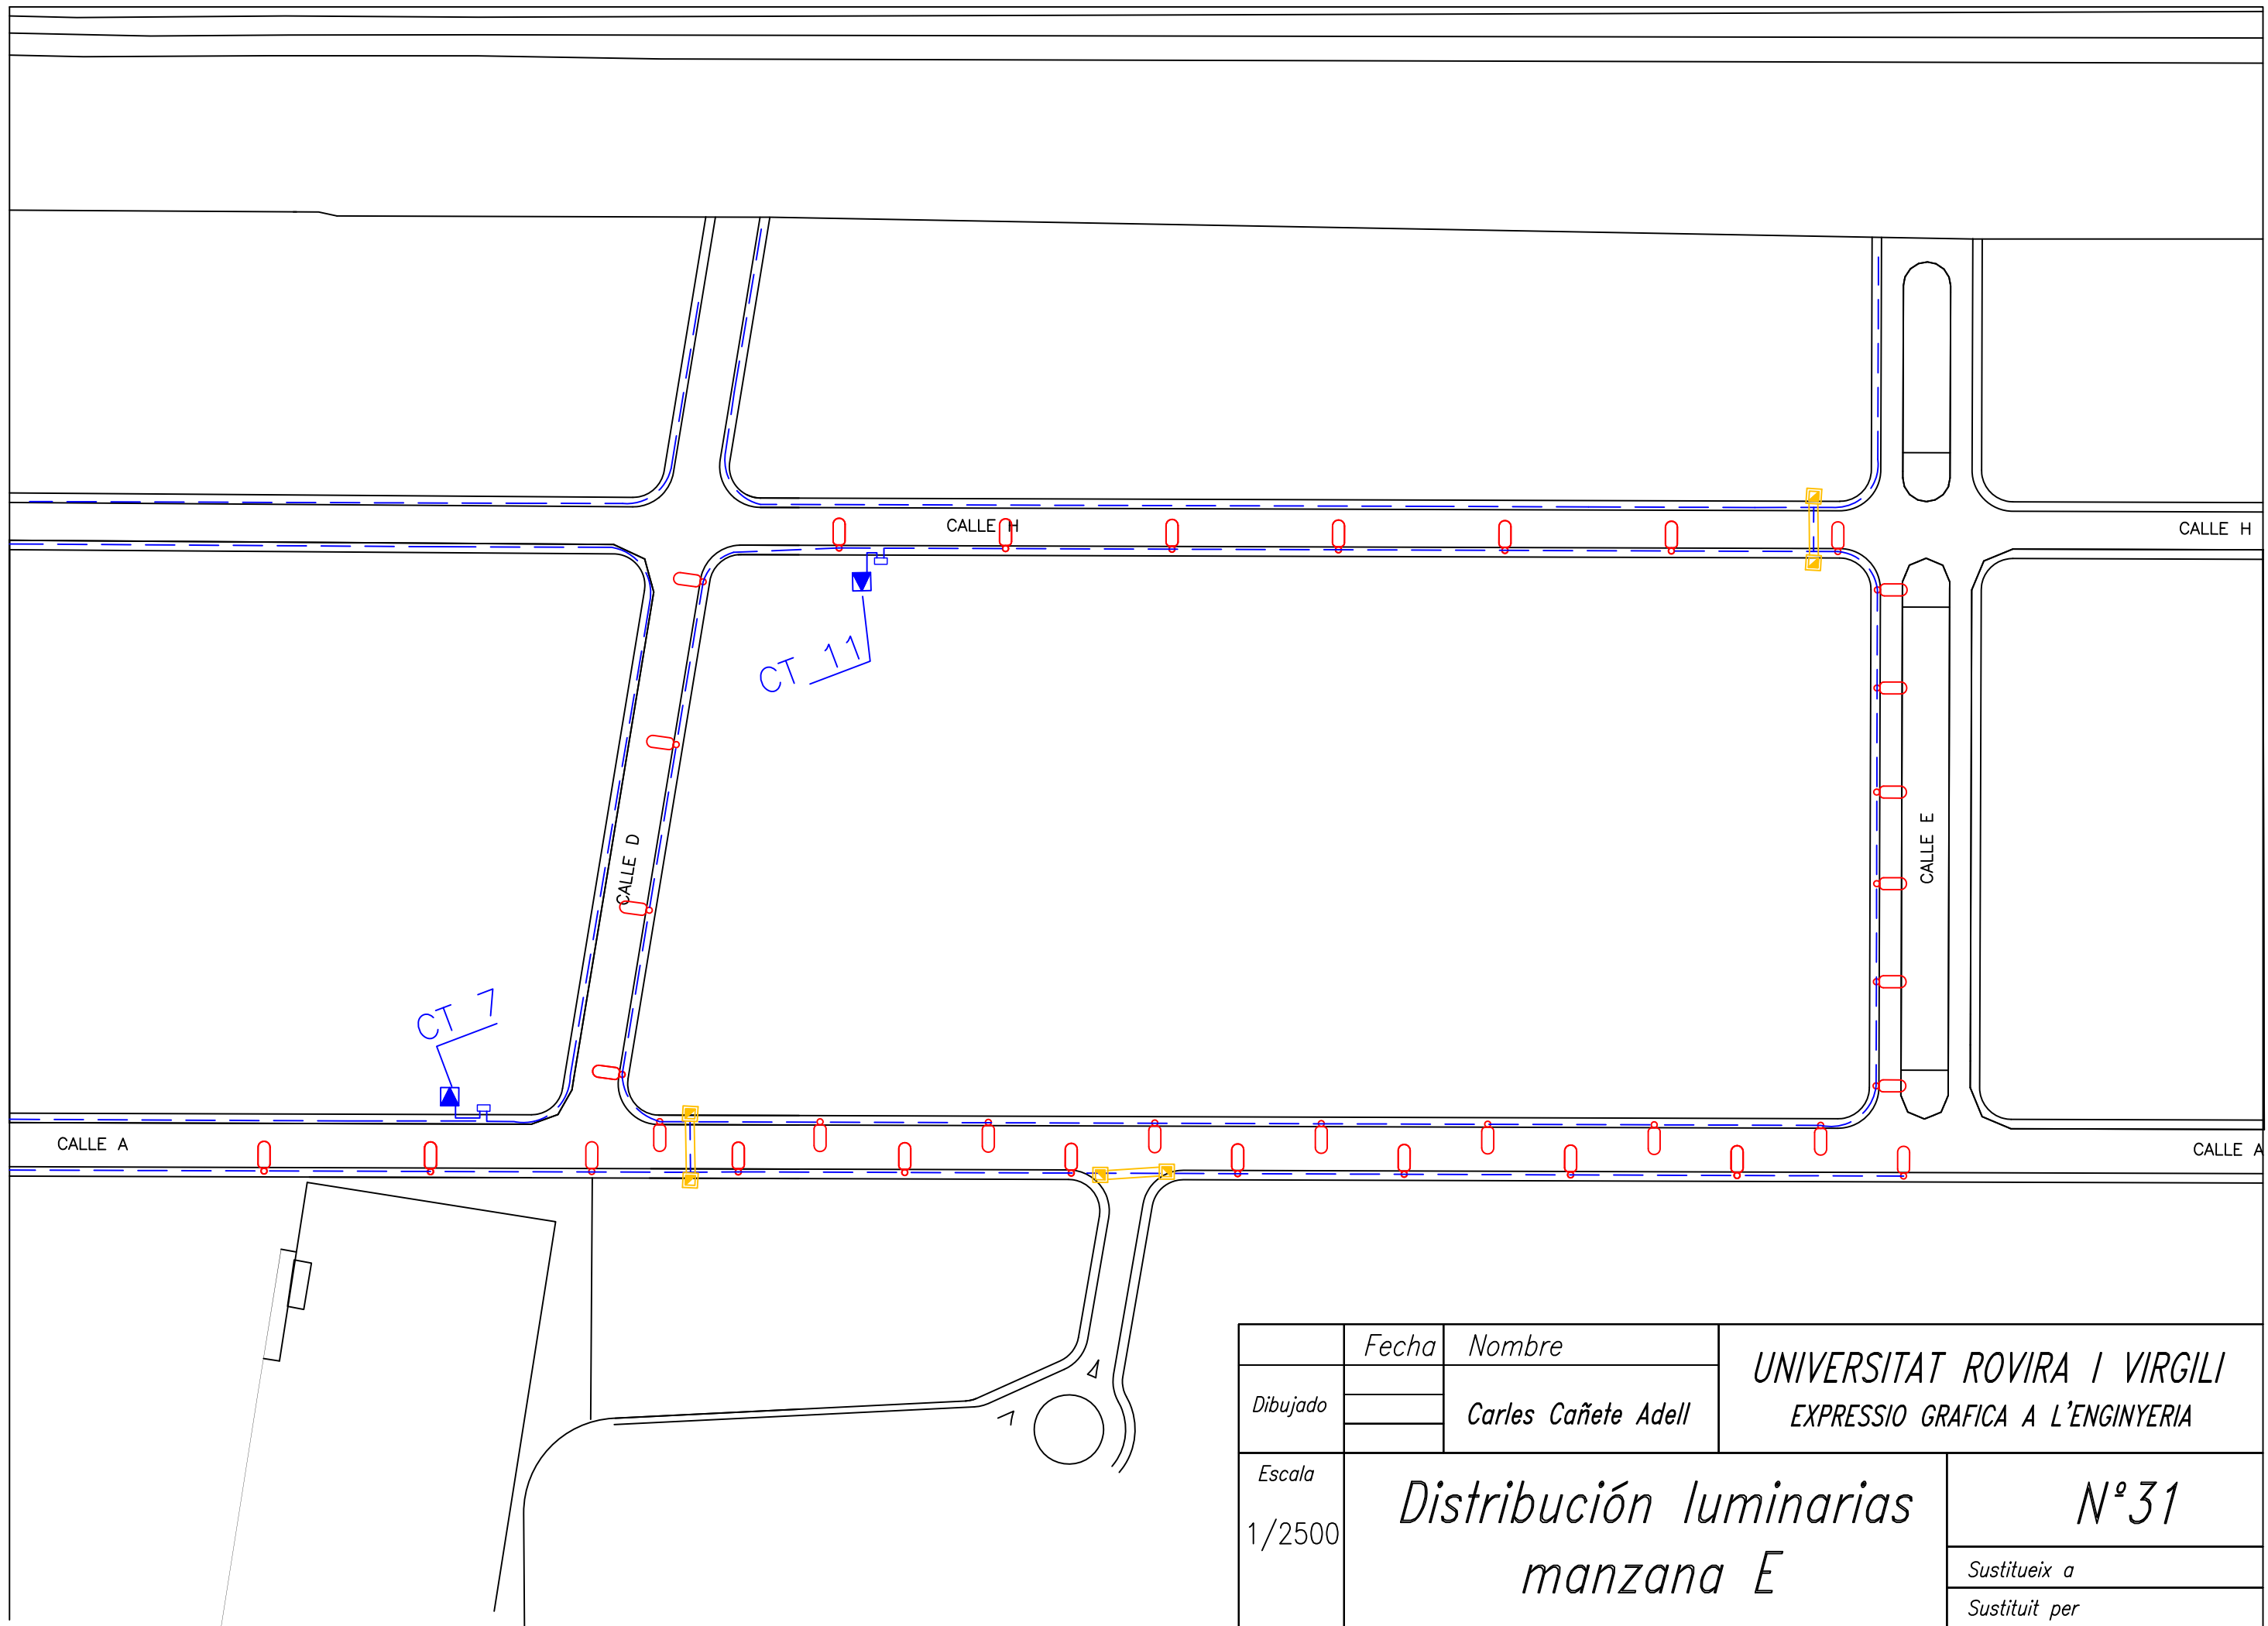 CALLE H
CALLE H
CT 11
CALLE D
CALLE E
CT 7
CALLE A
CALLE A
Fecha
Nombre
UNIVERSITAT ROVIRA I VIRGILI
EXPRESSIO GRAFICA A L'ENGINYERIA
Dibujado
Carles Cañete Adell
Escala
1/2500
Distribución luminarias
manzana E
Nº31
Sustitueix a
Sustituit per